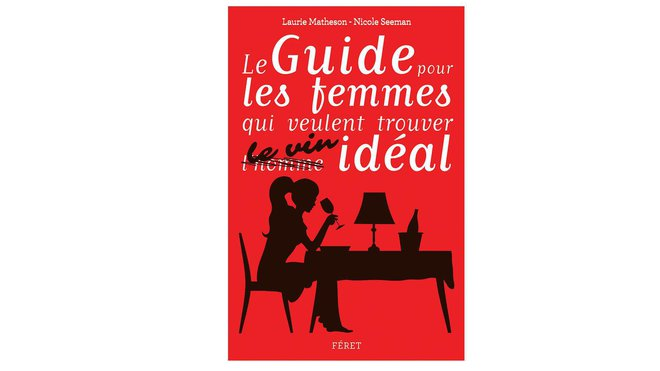 Laurie Matheson - Nicole Seeman
Le Guide pour
les femmes
qui veulent trouver
le vin
l'homme idéal
FÉRET